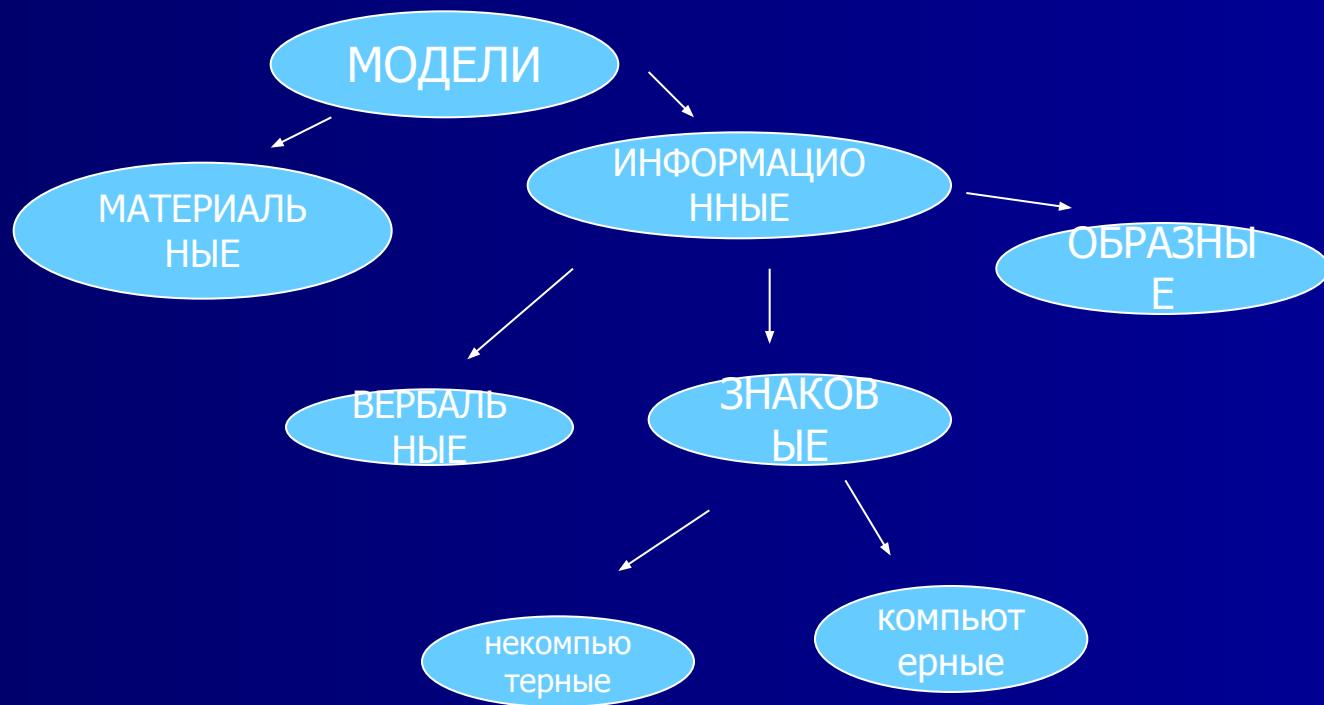 МОДЕЛИ
ИНФОРМАЦИО
ННЫЕ
МАТЕРИАЛЬ
НЫЕ
ОБРАЗНЫ
Е
ВЕРБАЛЬ
НЫЕ
ЗНАКОВ
ЫЕ
некомпью
терные
компьют
ерные